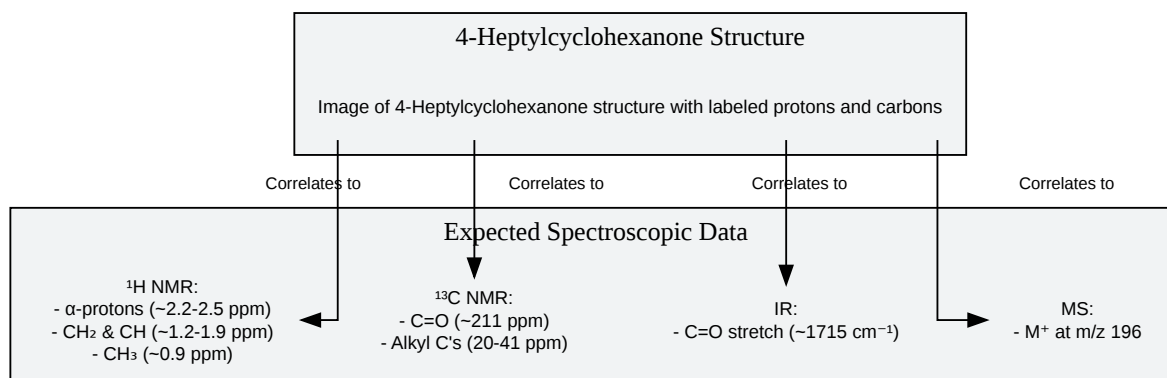 4-Heptylcyclohexanone Structure
Image of 4-Heptylcyclohexanone structure with labeled protons and carbons
Correlates to
Correlates to
Correlates to
Correlates to
Expected Spectroscopic Data
¹H NMR:
- α-protons (~2.2-2.5 ppm)
- CH₂ & CH (~1.2-1.9 ppm)
- CH₃ (~0.9 ppm)
¹³C NMR:
- C=O (~211 ppm)
- Alkyl C's (20-41 ppm)
IR:
- C=O stretch (~1715 cm⁻¹)
MS:
- M⁺ at m/z 196